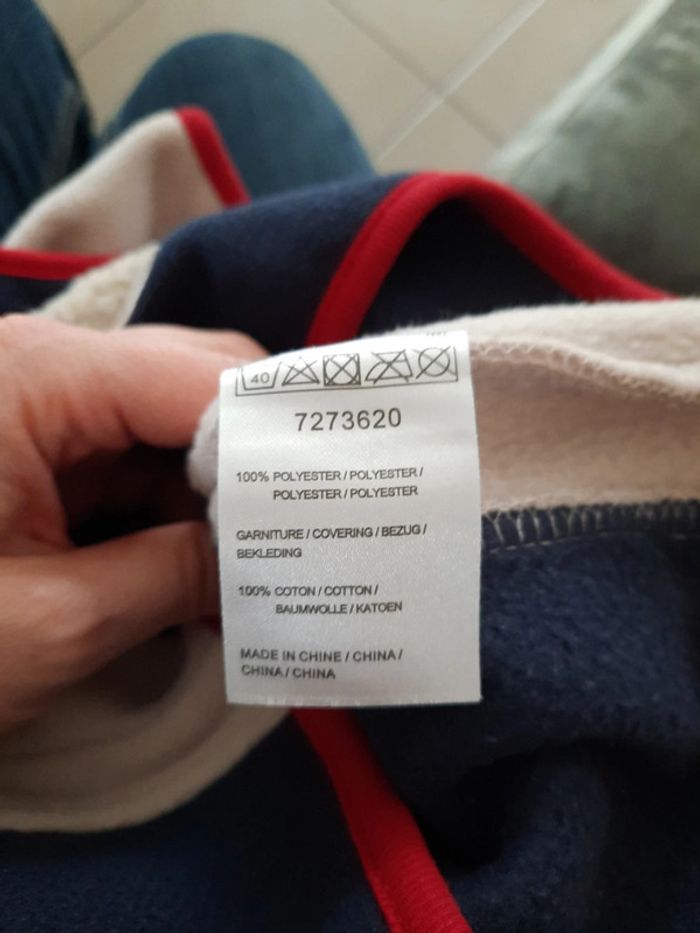 40
7273620
100% POLYESTER / POLYESTER /
POLYESTER / POLYESTER
GARNITURE / COVERING / BEZUG /
BEKLEDING
100% COTON / COTTON /
BAUMWOLLE / KATOEN
MADE IN CHINE / CHINA /
CHINA / CHINA